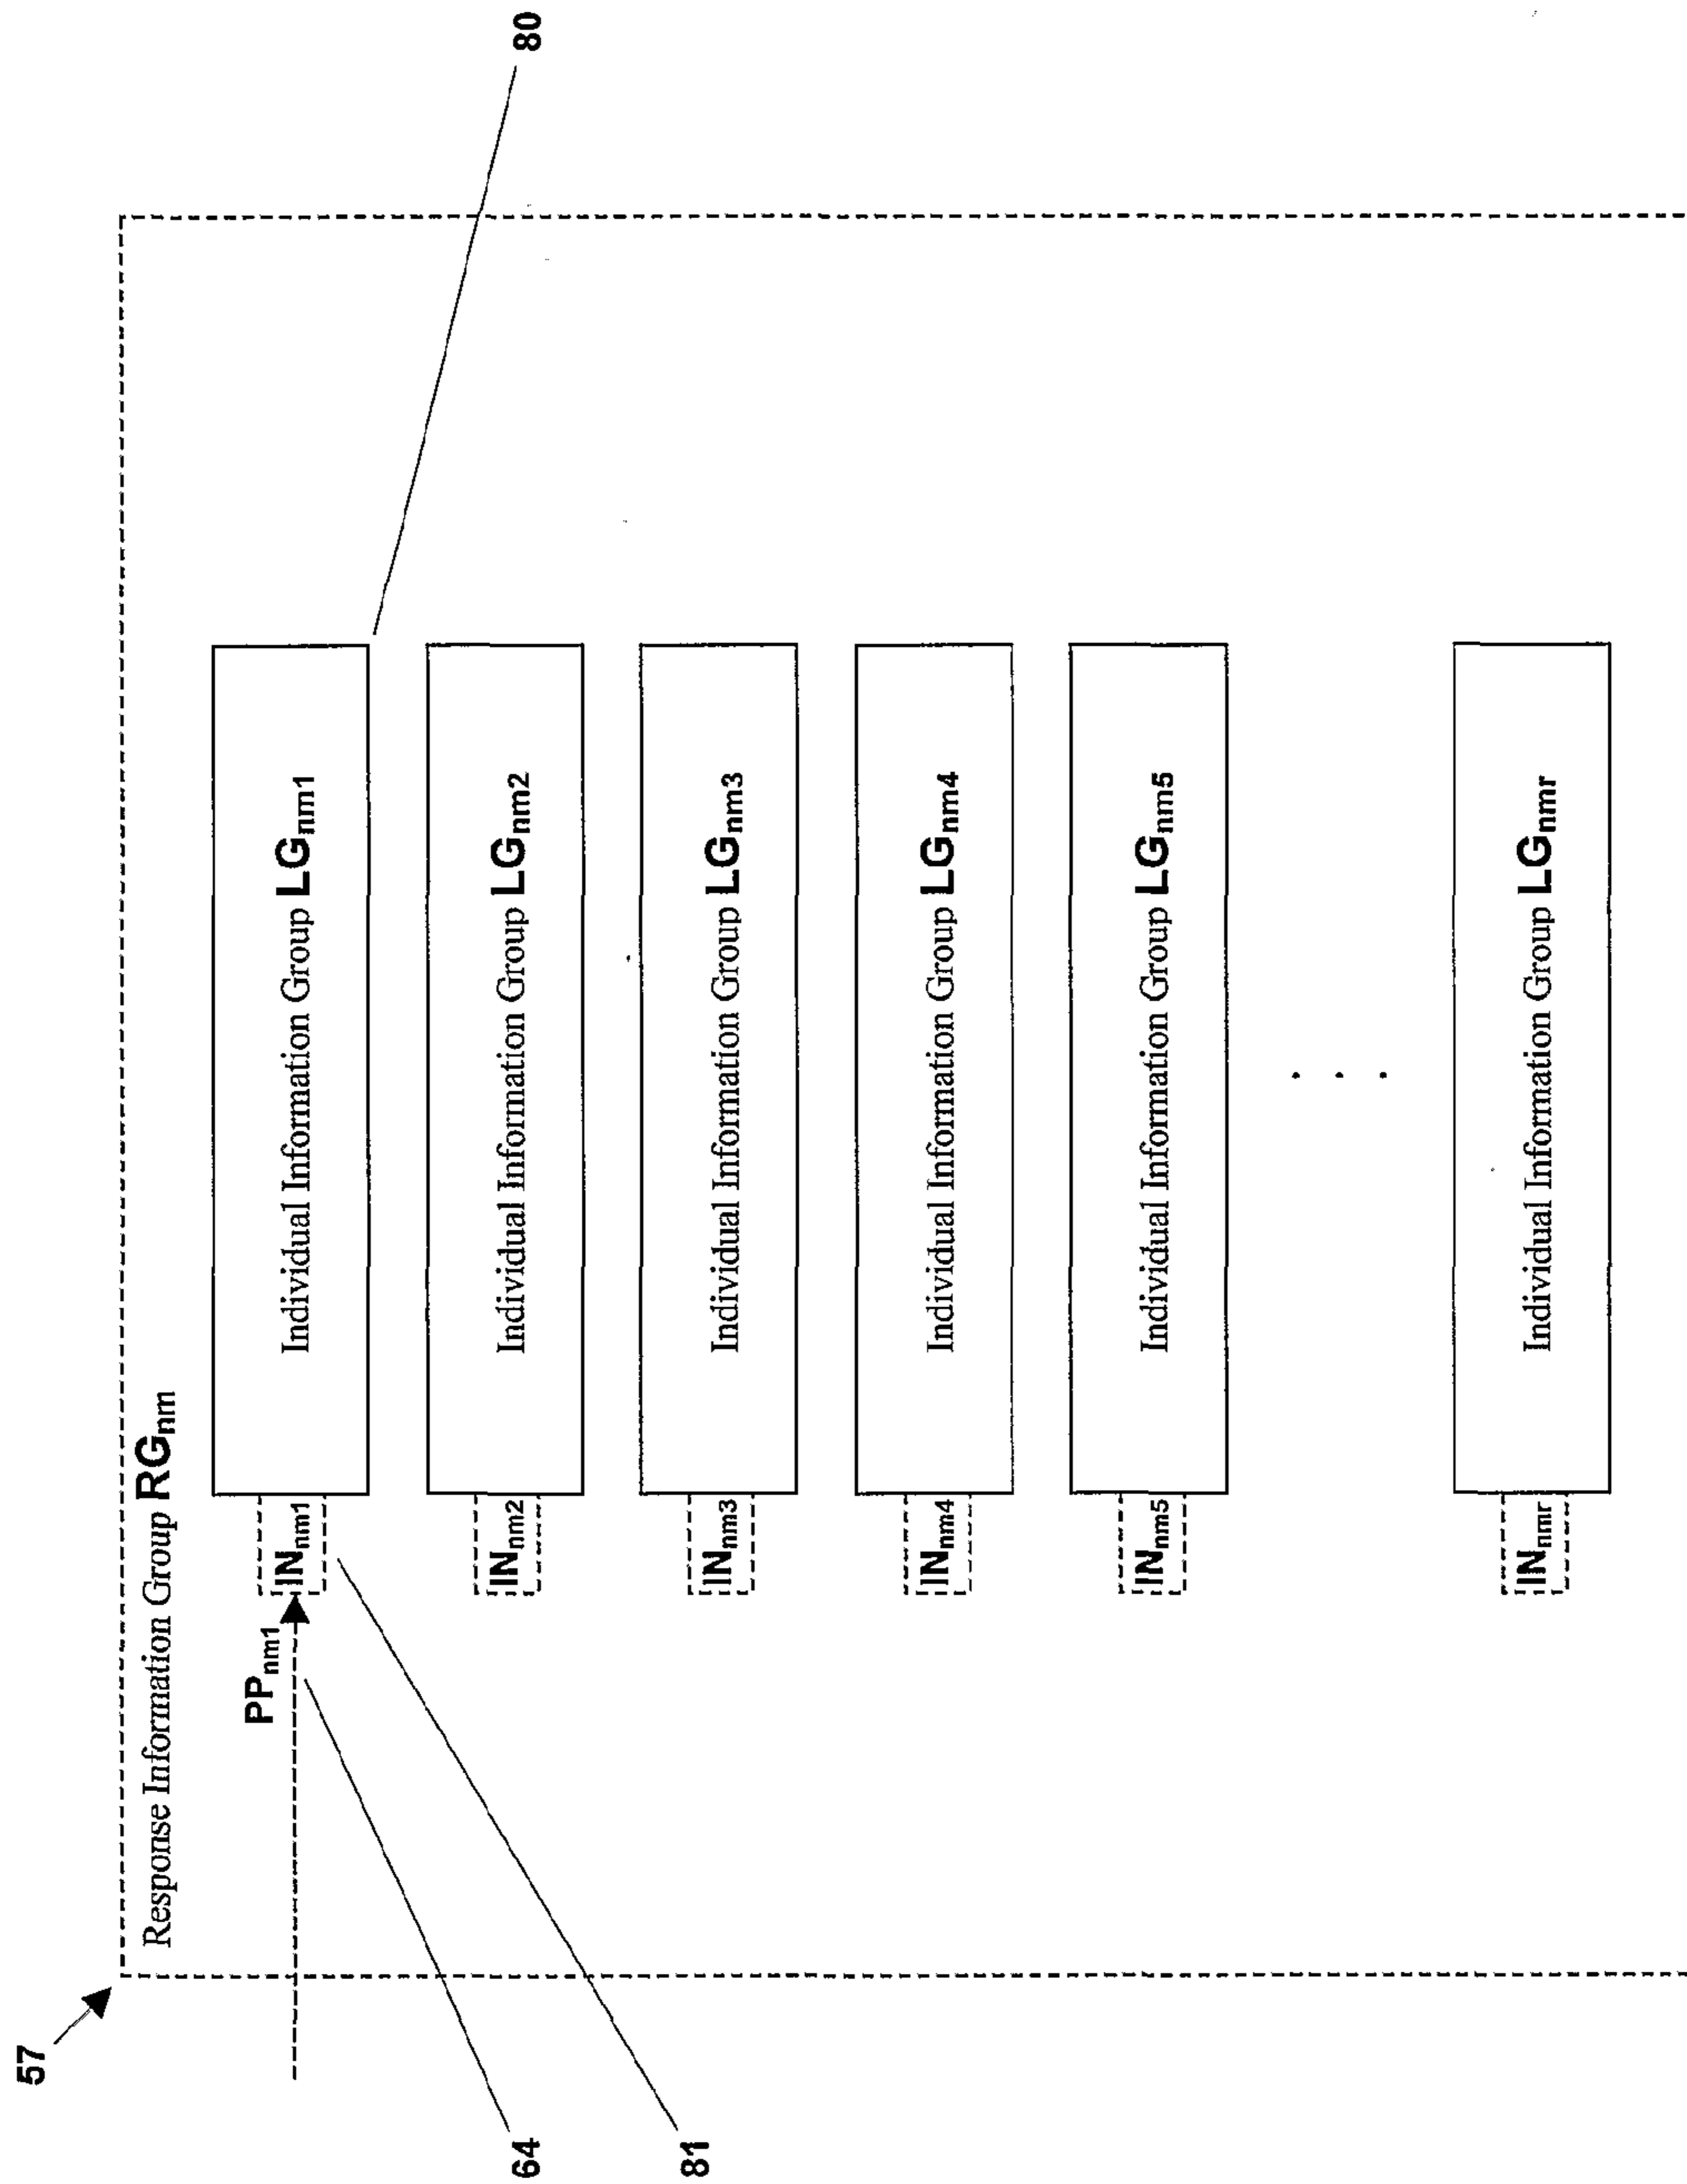 57
Response Information Group RGnm
PPnm1
INnm1
Individual Information Group LGnm1
80
INnm2
Individual Information Group LGnm2
64
INnm3
Individual Information Group LGnm3
81
INnm4
Individual Information Group LGnm4
INnm5
Individual Information Group LGnm5
. . .
INnmr
Individual Information Group LGnmr